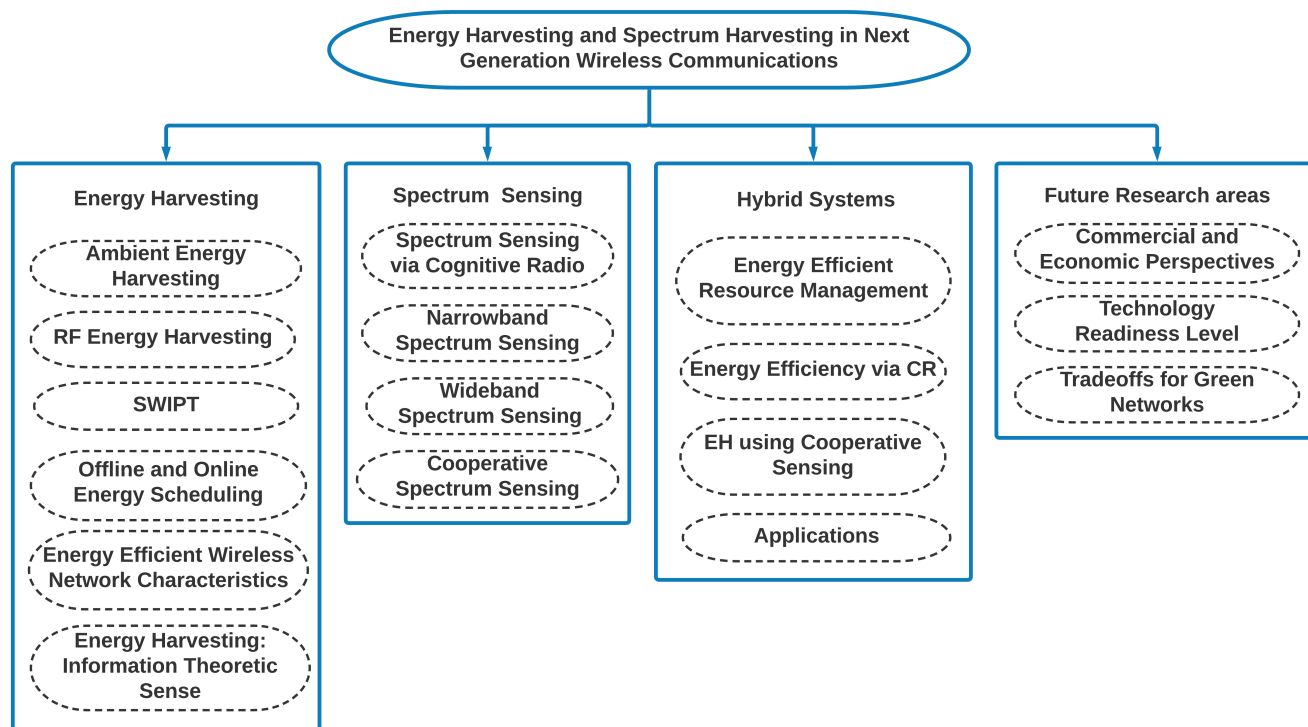 Energy Harvesting and Spectrum Harvesting in Next
Generation Wireless Communications
Energy Harvesting
Ambient Energy
Harvesting
RF Energy Harvesting
SWIPT
Offline and Online
Energy Scheduling
Energy Efficient Wireless
Network Characteristics
Energy Harvesting:
Information Theoretic
Sense
Spectrum Sensing
Spectrum Sensing
via Cognitive Radio
Narrowband
Spectrum Sensing
Wideband
Spectrum Sensing
Cooperative
Spectrum Sensing
Hybrid Systems
Energy Efficient
Resource Management
Energy Efficiency via CR
EH using Cooperative
Sensing
Applications
Future Research areas
Commercial and
Economic Perspectives
Technology
Readiness Level
Tradeoffs for Green
Networks